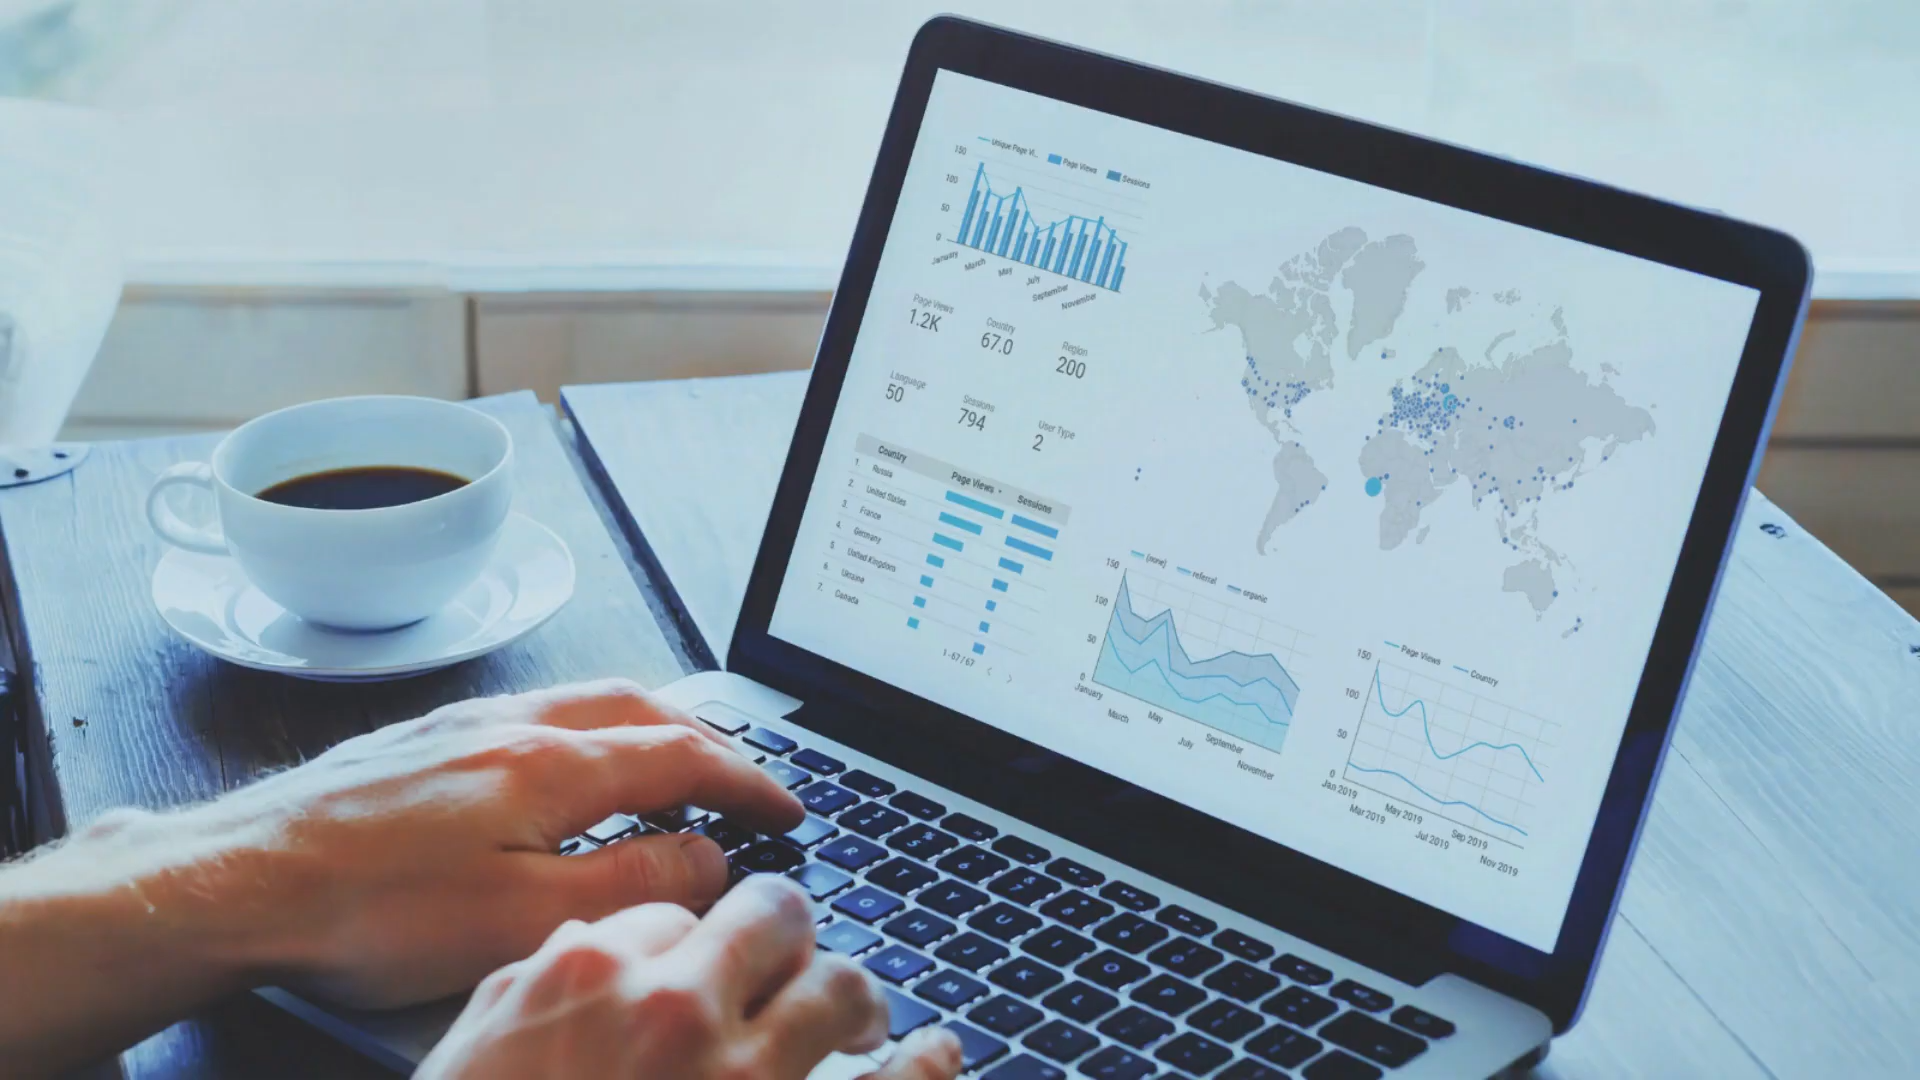 Unique Page Vi... Page Views Sessions
150
100
50
0
January March May July September November
Page Views Country Region
1.2K 67.0 200
Language Sessions User Type
50 794 2
Country Page Views Sessions
1. Russia
2. United States
3. France
4. Germany
5. United Kingdom
6. Ukraine
7. Canada
1-67/67 < >
(none) referral organic
150
100
50
0
January March May July September November
Page Views Country
150
100
50
0
Jan 2019 Mar 2019 May 2019 Jul 2019 Sep 2019 Nov 2019
R T Y U I O P
D G H J K L
N M